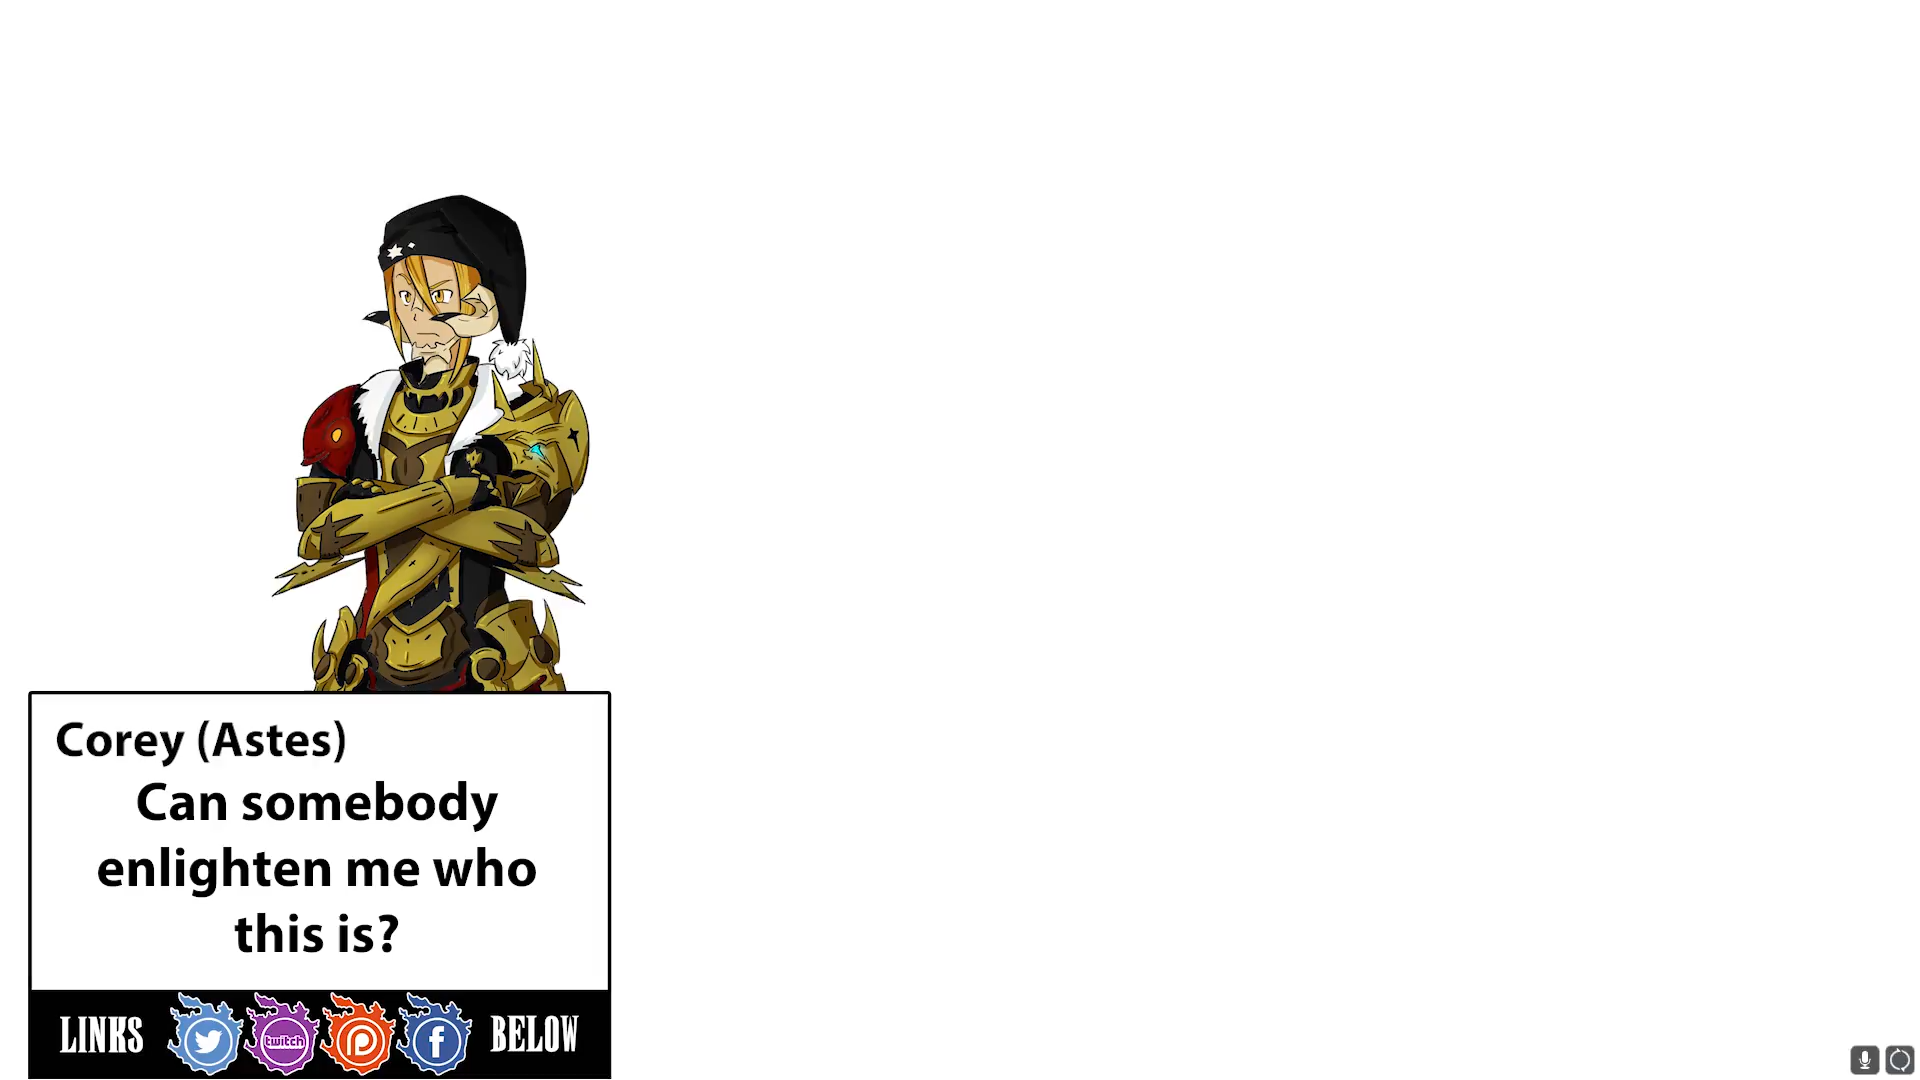 Corey (Astes)
Can somebody
enlighten me who
this is?
LINKS twitch BELOW